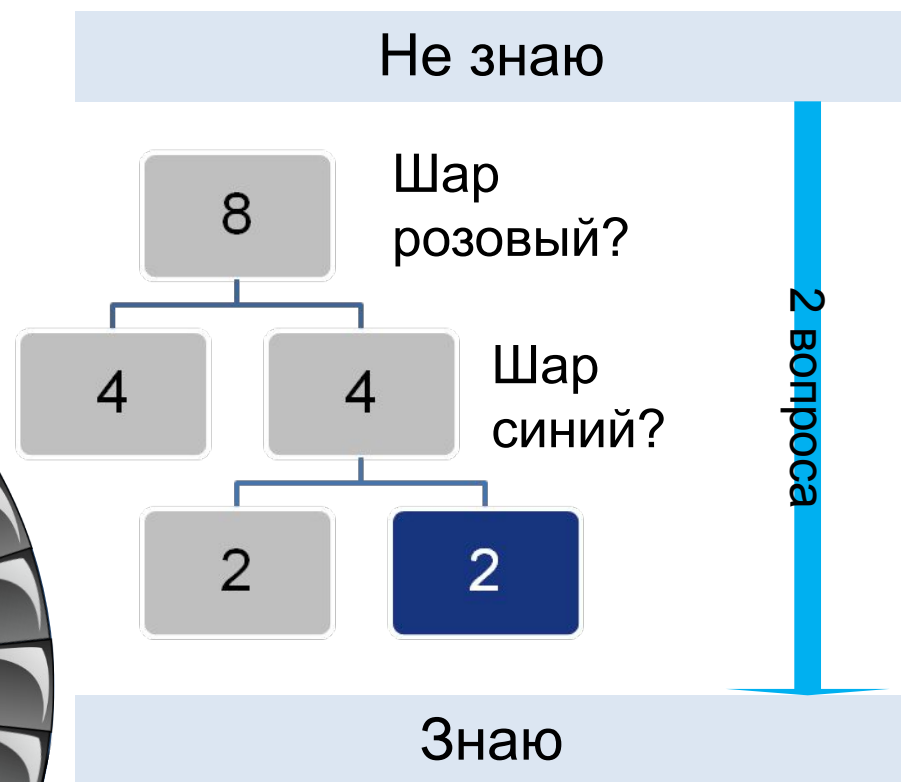 Не знаю
8
Шар
розовый?
4
4
Шар
синий?
2
2
2 вопроса
Знаю